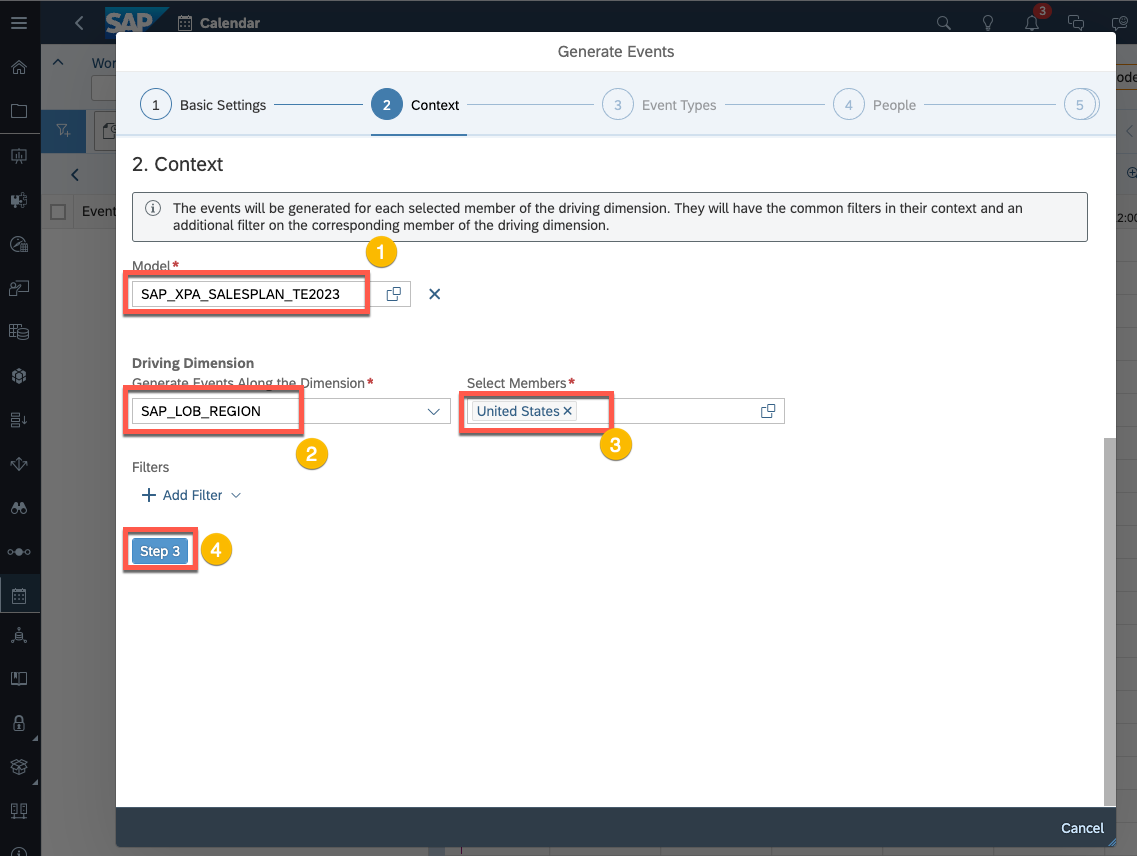 SAP
Calendar
3
Wor
Generate Events
ode
1 Basic Settings
2 Context
3 Event Types
4 People
5
2. Context
The events will be generated for each selected member of the driving dimension. They will have the common filters in their context and an
additional filter on the corresponding member of the driving dimension.
Event
2:00
1
Model*
SAP_XPA_SALESPLAN_TE2023
Driving Dimension
Generate Events Along the Dimension*
Select Members*
SAP_LOB_REGION
United States
2
3
Filters
Add Filter
Step 3
4
Cancel